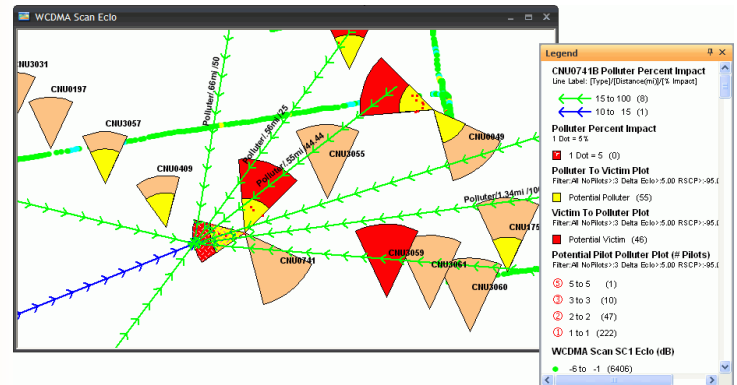 WCDMA Scan Eclo
CNU3031
CNU0197
CNU3057
CNU0409
Polluter/.66mi /50
Polluter/.56mi/25
Polluter/.55mi/44.44
CNU3055
CNU0049
Polluter/1.34mi /100
CNU175
CNU0741
CNU3059
CNU3061
CNU3060
Legend
CNU0741B Polluter Percent Impact
Line Label: [Type]/[Distance(mi)]/[% Impact]
15 to 100 (8)
10 to 15 (1)
Polluter Percent Impact
1 Dot = 5%
1 Dot = 5 (0)
Polluter To Victim Plot
Filter:All NoPilots>:3 Delta Eclo>:5.00 RSCP>:-95.0
Potential Polluter (55)
Victim To Polluter Plot
Filter:All NoPilots>:3 Delta Eclo>:5.00 RSCP>:-95.0
Potential Victim (46)
Potential Pilot Polluter Plot (# Pilots)
Filter:All NoPilots>:3 Delta Eclo>:5.00 RSCP>:-95.0
5 5 to 5 (1)
3 3 to 3 (10)
2 2 to 2 (47)
1 1 to 1 (222)
WCDMA Scan SC1 Eclo (dB)
-6 to -1 (6406)